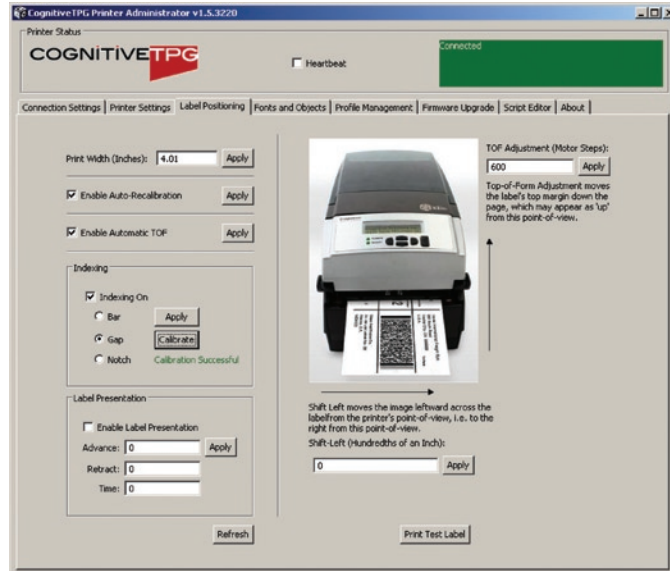 CognitiveTPG Printer Administrator v1.5.3220
Printer Status
COGNITIVETPG
Heartbeat
Connected
Connection Settings
Printer Settings
Label Positioning
Fonts and Objects
Profile Management
Firmware Upgrade
Script Editor
About
Print Width (Inches): 4.01 Apply
Enable Auto-Recalibration Apply
Enable Automatic TOF Apply
Indexing
Indexing On
Bar Apply
Gap Calibrate
Notch Calibration Successful
Label Presentation
Enable Label Presentation
Advance: 0 Apply
Retract: 0
Time: 0
Refresh
TOF Adjustment (Motor Steps):
600 Apply
Top-of-Form Adjustment moves
the label's top margin down the
page, which may appear as 'up'
from this point-of-view.
Shift Left moves the image leftward across the
labelfrom the printer's point-of-view, i.e. to the
right from this point-of-view.
Shift-Left (Hundredths of an Inch):
0 Apply
Print Test Label